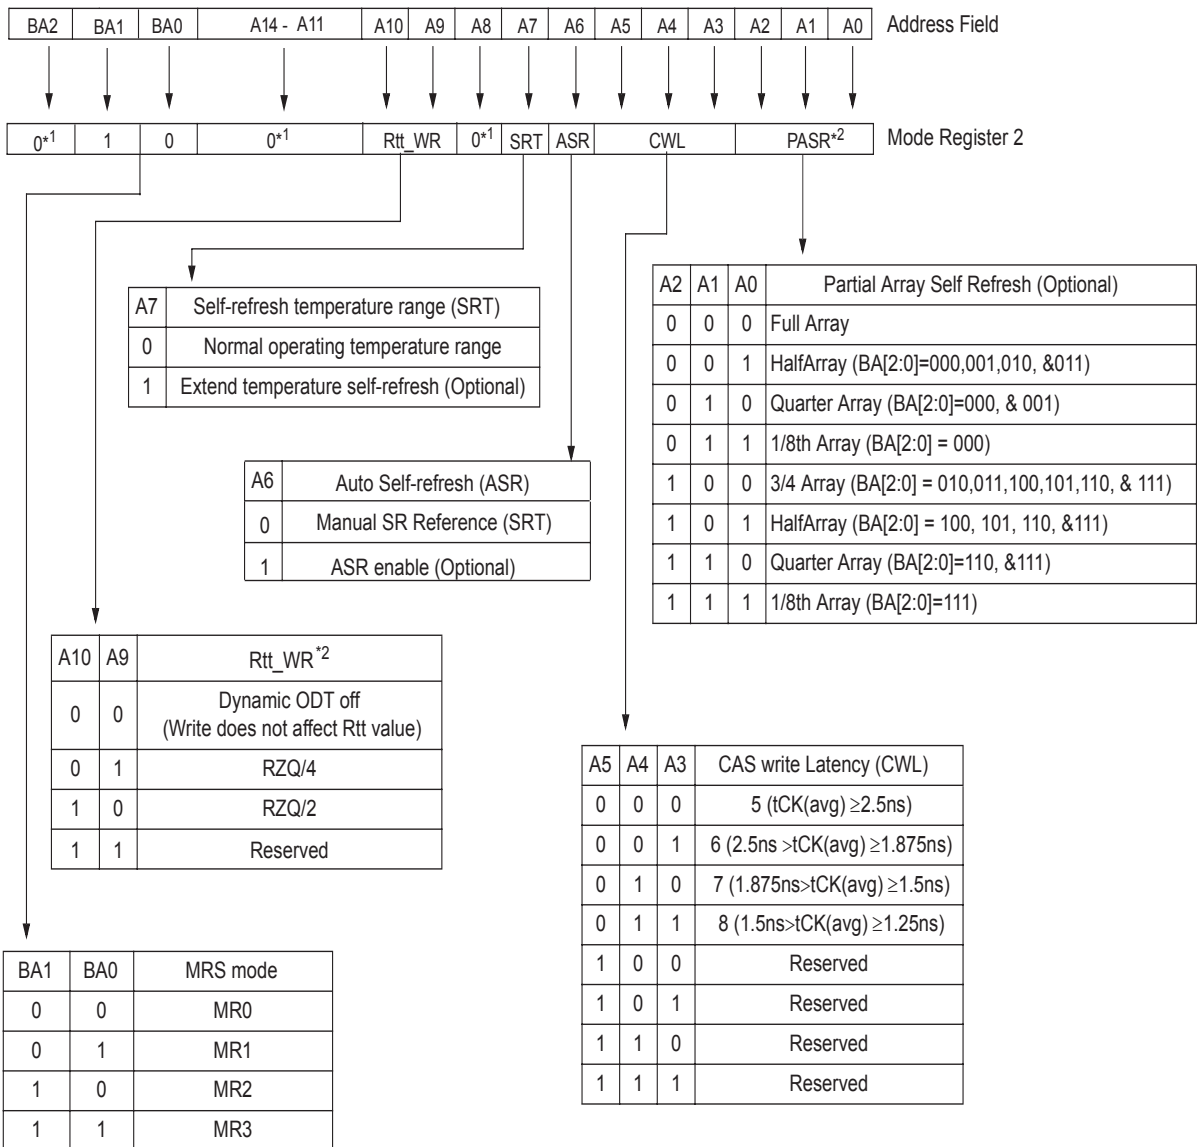 BA2 BA1 BA0 A14 - A11 A10 A9 A8 A7 A6 A5 A4 A3 A2 A1 A0 Address Field
0*1 1 0 0*1 Rtt_WR 0*1 SRT ASR CWL PASR*2 Mode Register 2
A7 Self-refresh temperature range (SRT)
0 Normal operating temperature range
1 Extend temperature self-refresh (Optional)
A6 Auto Self-refresh (ASR)
0 Manual SR Reference (SRT)
1 ASR enable (Optional)
A2 A1 A0 Partial Array Self Refresh (Optional)
0 0 0 Full Array
0 0 1 HalfArray (BA[2:0]=000,001,010, &011)
0 1 0 Quarter Array (BA[2:0]=000, & 001)
0 1 1 1/8th Array (BA[2:0] = 000)
1 0 0 3/4 Array (BA[2:0] = 010,011,100,101,110, & 111)
1 0 1 HalfArray (BA[2:0] = 100, 101, 110, &111)
1 1 0 Quarter Array (BA[2:0]=110, &111)
1 1 1 1/8th Array (BA[2:0]=111)
A10 A9 Rtt_WR*2
0 0 Dynamic ODT off
(Write does not affect Rtt value)
0 1 RZQ/4
1 0 RZQ/2
1 1 Reserved
A5 A4 A3 CAS write Latency (CWL)
0 0 0 5 (tCK(avg) ≥2.5ns)
0 0 1 6 (2.5ns >tCK(avg) ≥1.875ns)
0 1 0 7 (1.875ns>tCK(avg) ≥1.5ns)
0 1 1 8 (1.5ns>tCK(avg) ≥1.25ns)
1 0 0 Reserved
1 0 1 Reserved
1 1 0 Reserved
1 1 1 Reserved
BA1 BA0 MRS mode
0 0 MR0
0 1 MR1
1 0 MR2
1 1 MR3